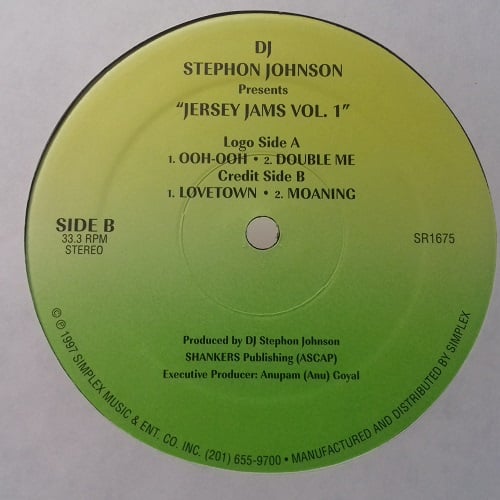 DJ
STEPHON JOHNSON
Presents
"JERSEY JAMS VOL. 1"
Logo Side A
1. OOH-OOH • 2. DOUBLE ME
Credit Side B
1. LOVETOWN • 2. MOANING
SIDE B
33.3 RPM
STEREO
SR1675
Produced by DJ Stephon Johnson
SHANKERS Publishing (ASCAP)
Executive Producer: Anupam (Anu) Goyal
© ℗ 1997 SIMPLEX MUSIC & ENT. CO. INC. (201) 655-9700 • MANUFACTURED AND DISTRIBUTED BY SIMPLEX